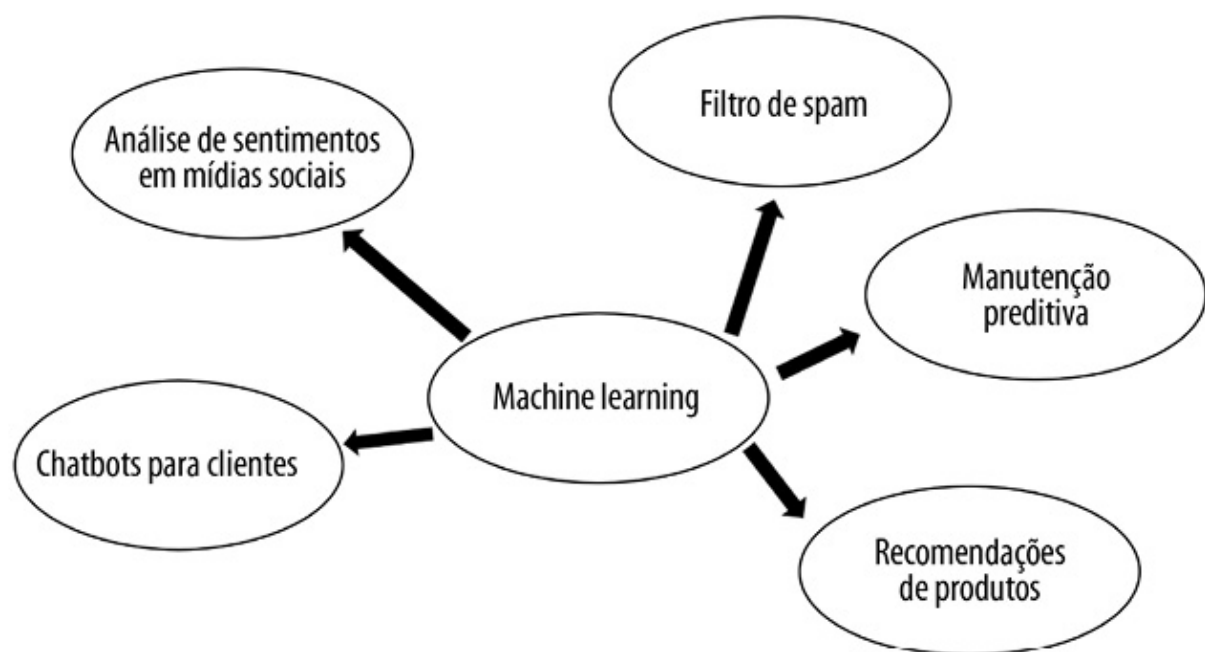 Filtro de spam
Análise de sentimentos
em mídias sociais
Manutenção
preditiva
Machine learning
Chatbots para clientes
Recomendações
de produtos